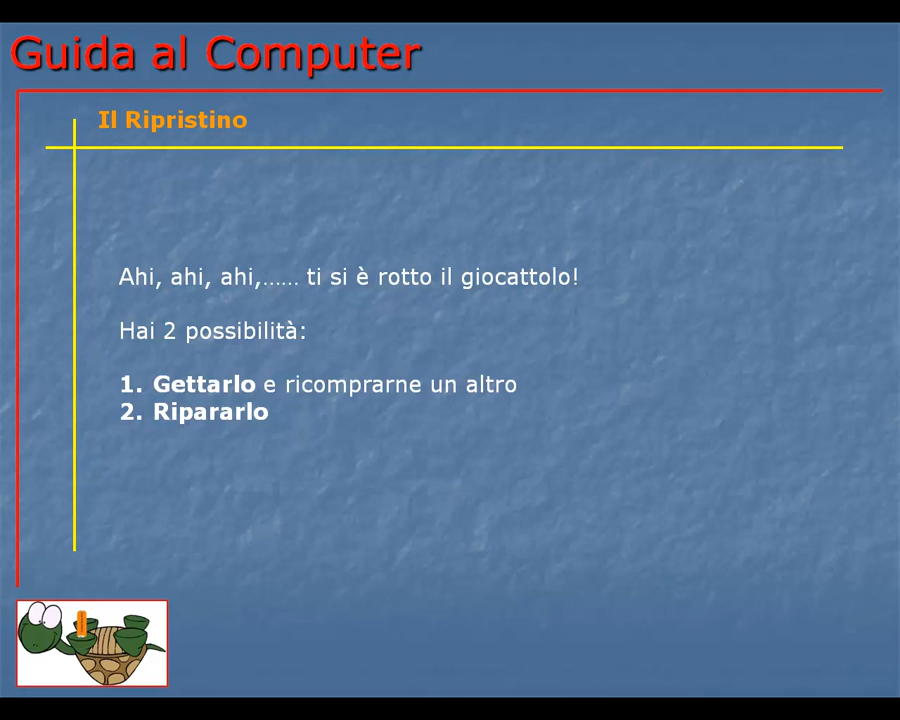 Guida al Computer
Il Ripristino
Ahi, ahi, ahi,...... ti si è rotto il giocattolo!
Hai 2 possibilità:
1. Gettarlo e ricomprarne un altro
2. Ripararlo